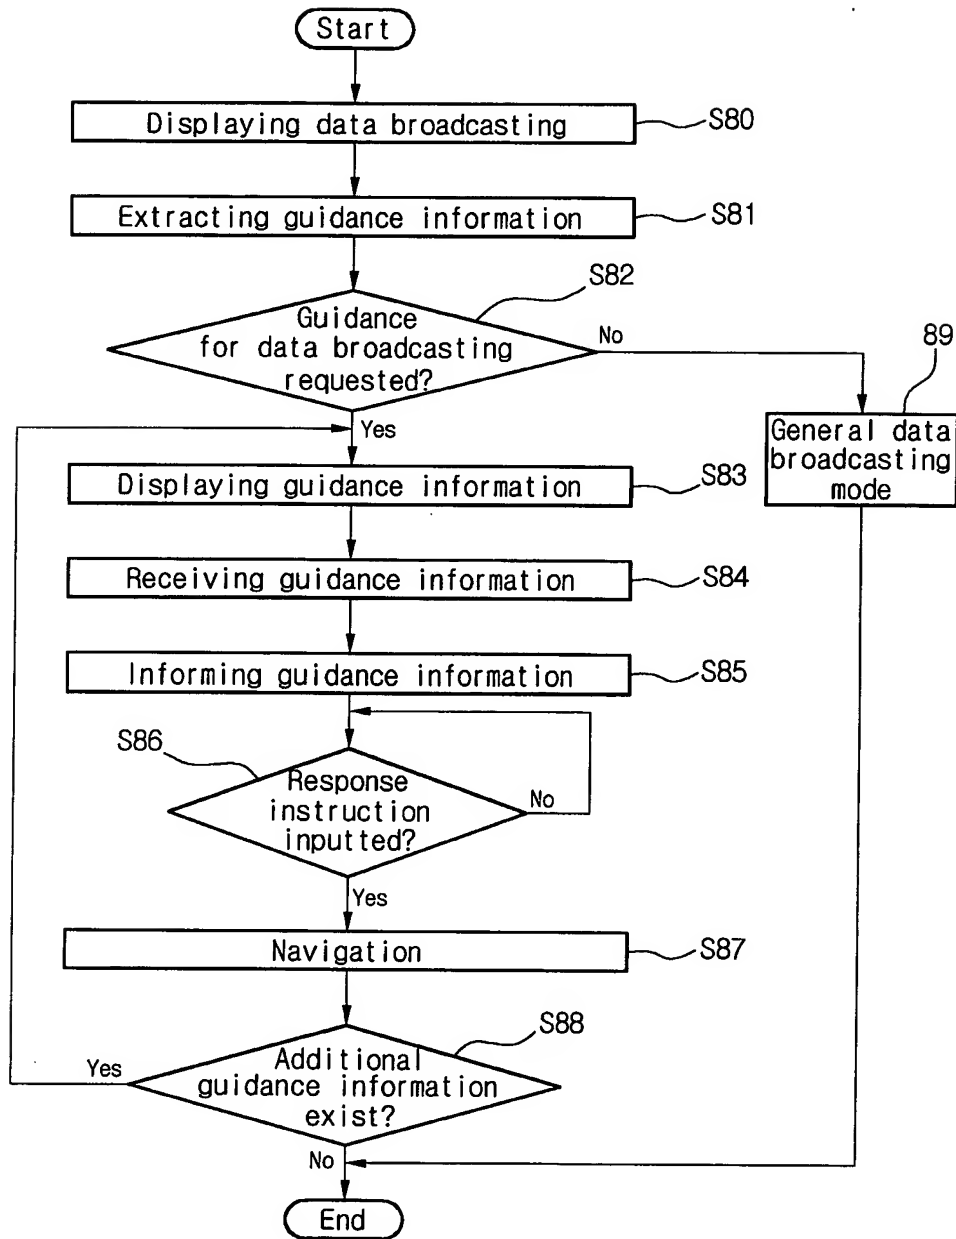 Start
Displaying data broadcasting
S80
Extracting guidance information
S81
S82
Guidance
for data broadcasting
requested?
No
Yes
89
General data
broadcasting
mode
Displaying guidance information
S83
Receiving guidance information
S84
Informing guidance information
S85
S86
Response
instruction
inputted?
No
Yes
Navigation
S87
S88
Additional
guidance information
exist?
Yes
No
End